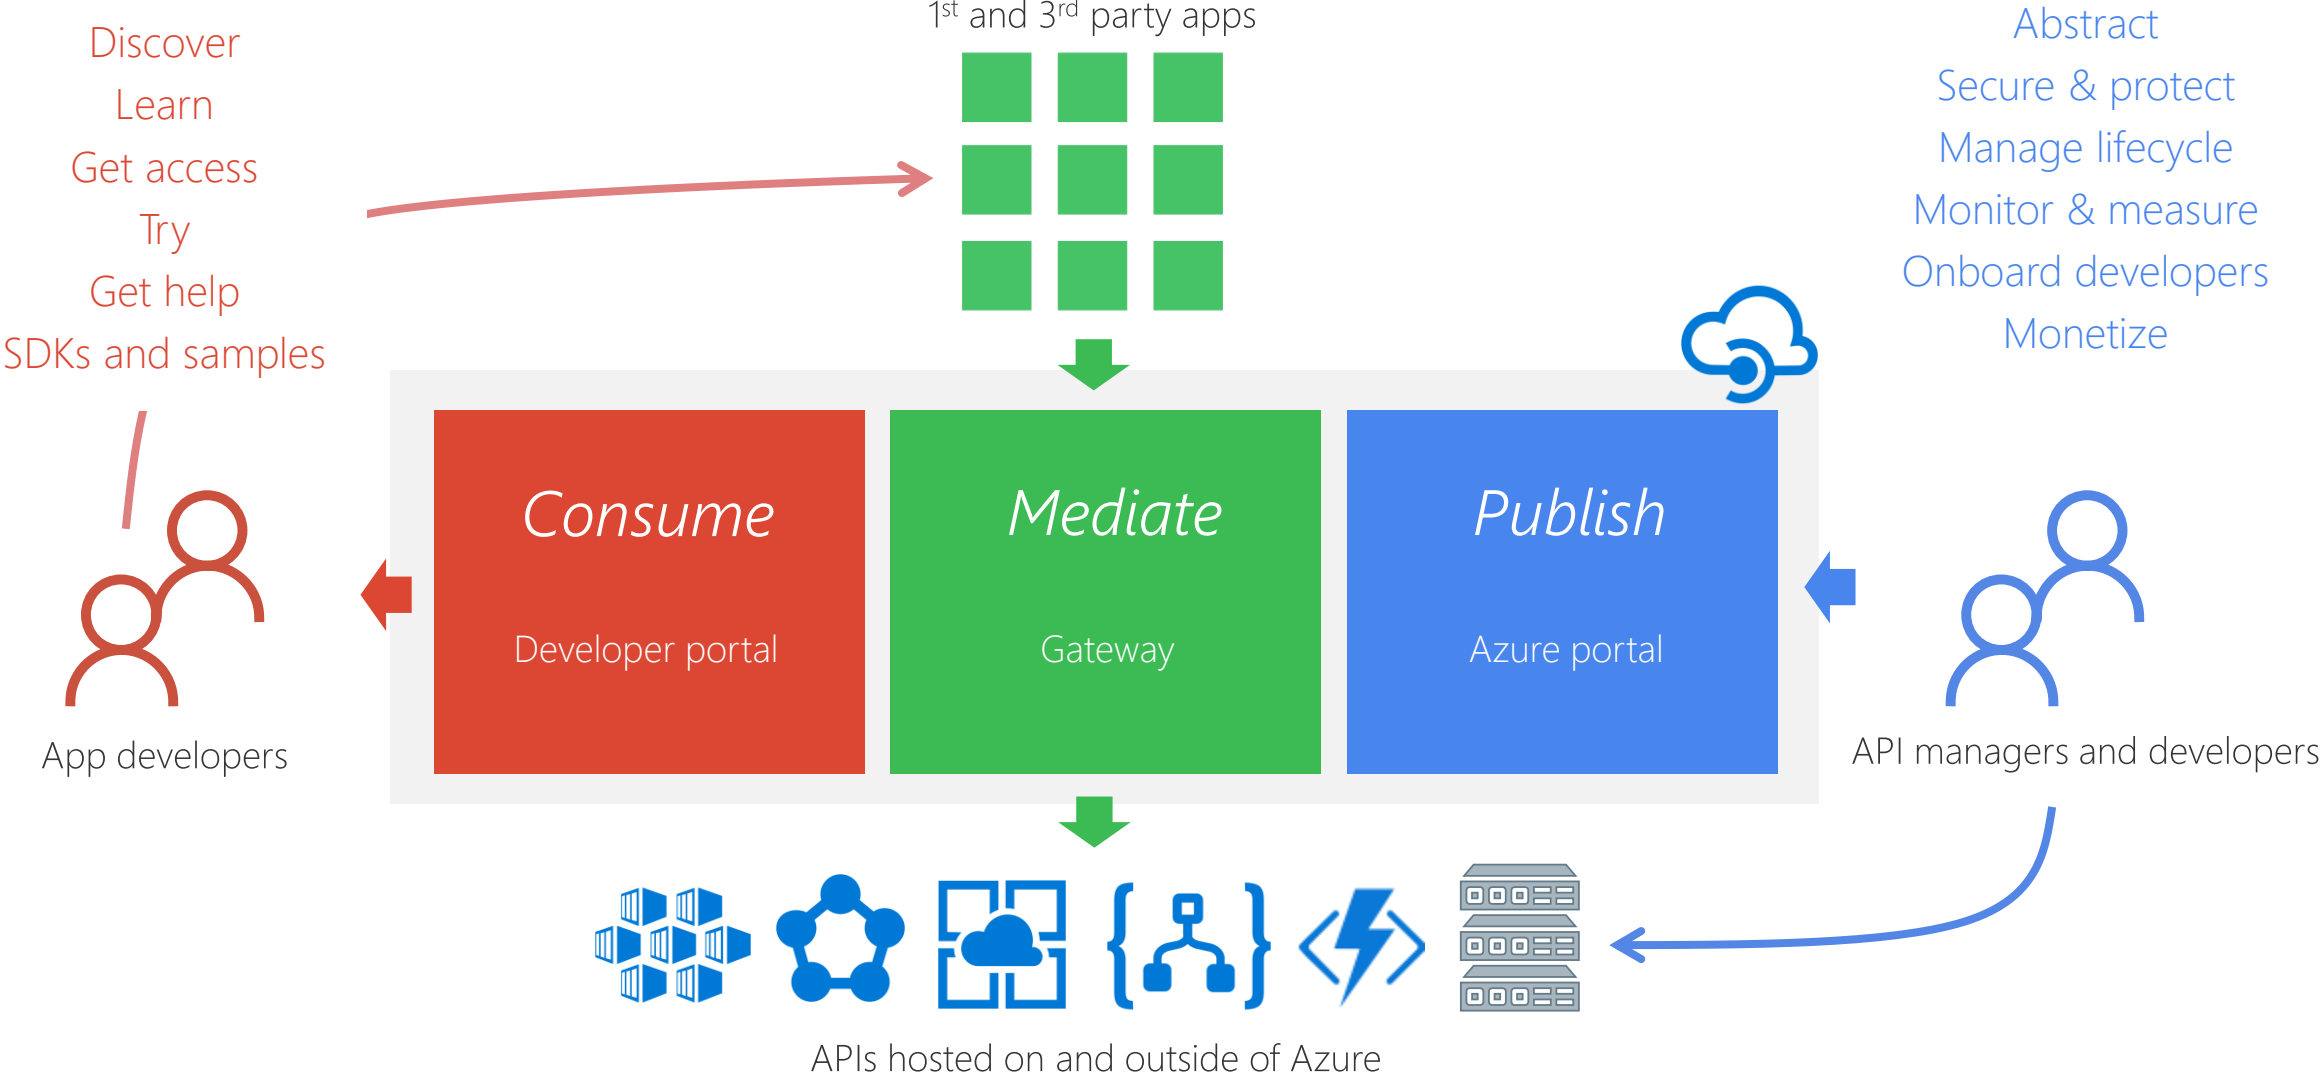 Discover
Learn
Get access
Try
Get help
SDKs and samples
1st and 3rd party apps
Abstract
Secure & protect
Manage lifecycle
Monitor & measure
Onboard developers
Monetize
Consume
Developer portal
Mediate
Gateway
Publish
Azure portal
App developers
API managers and developers
APIs hosted on and outside of Azure